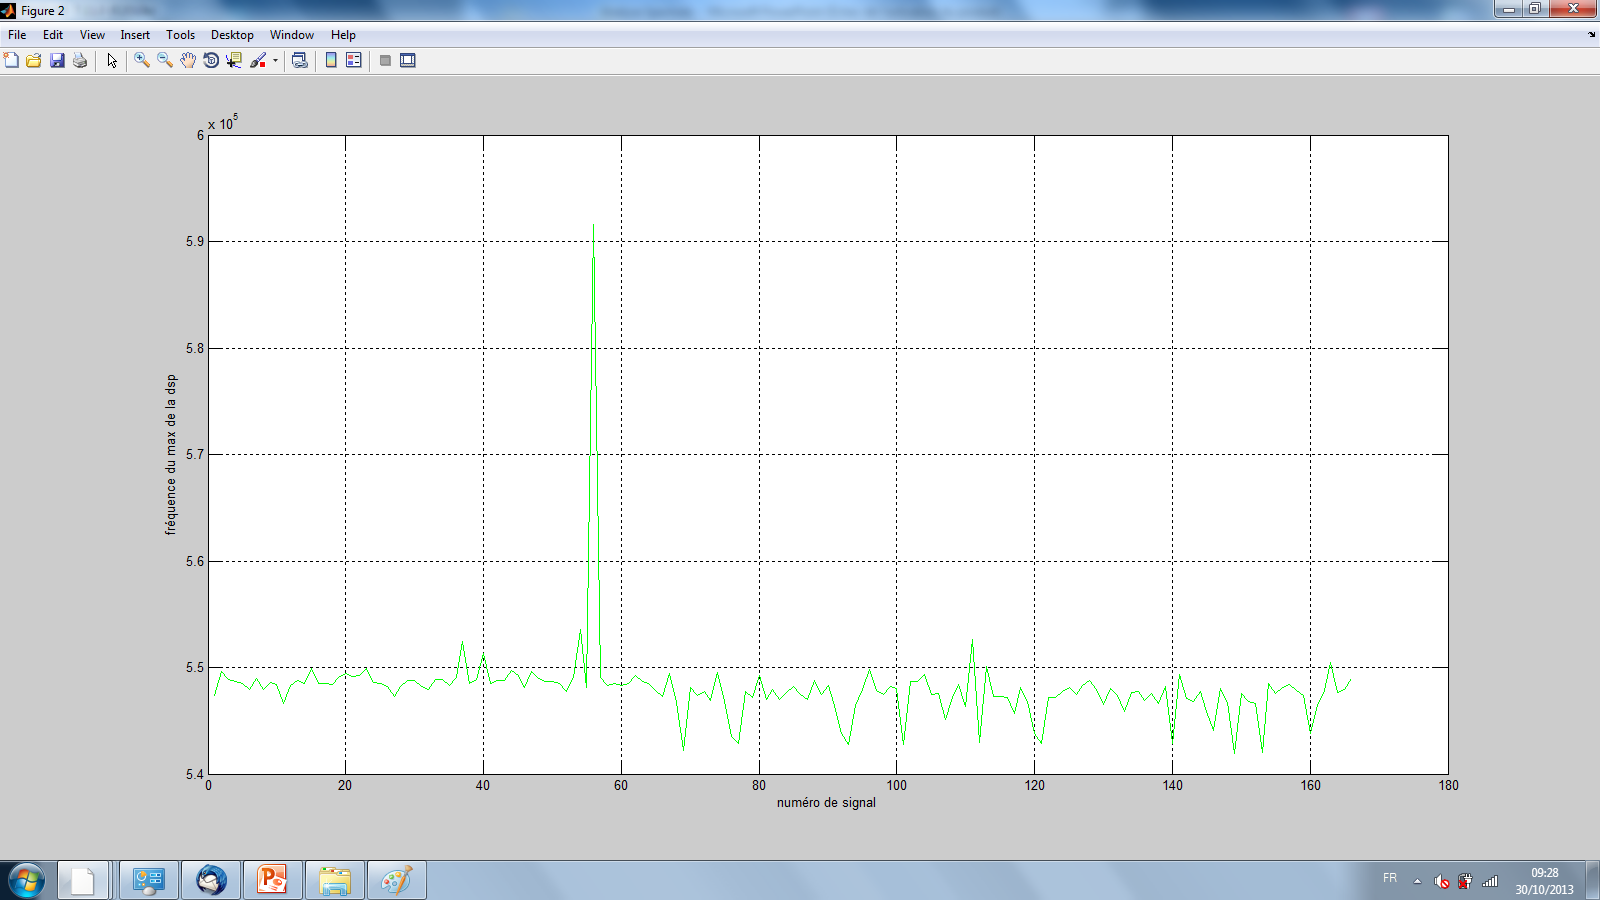 Figure 2
File Edit View Insert Tools Desktop Window Help
x 10^5
6
5.9
5.8
5.7
5.6
5.5
5.4
fréquence du max de la dsp
0 20 40 60 80 100 120 140 160 180
numéro de signal
FR
09:28
30/10/2013